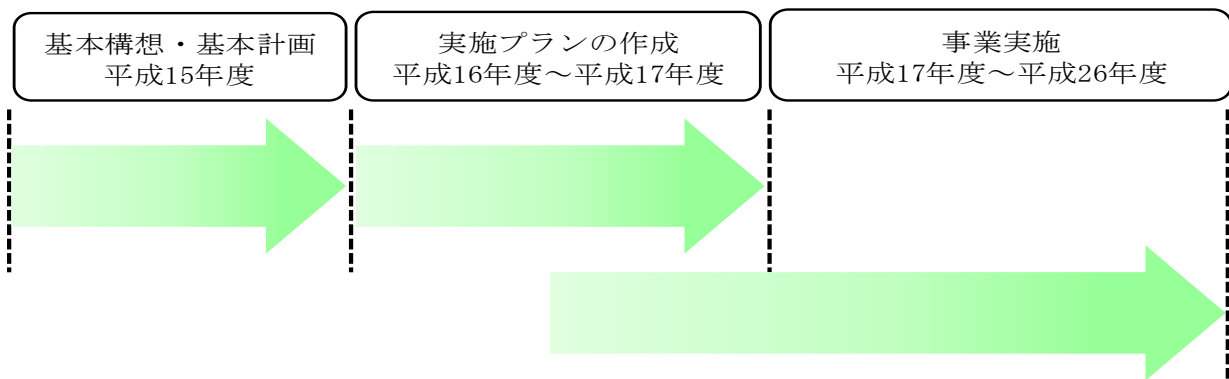 基本構想・基本計画
平成15年度
実施プランの作成
平成16年度～平成17年度
事業実施
平成17年度～平成26年度